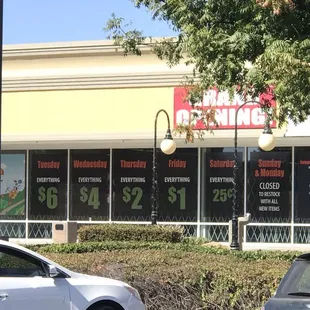 GRAND
OPENING!
Tuesday
EVERYTHING
$6
Wednesday
EVERYTHING
$4
Thursday
EVERYTHING
$2
Friday
EVERYTHING
$1
Saturday
EVERYTHING
25¢
Sunday
& Monday
CLOSED
TO RESTOCK
WITH ALL
NEW ITEMS